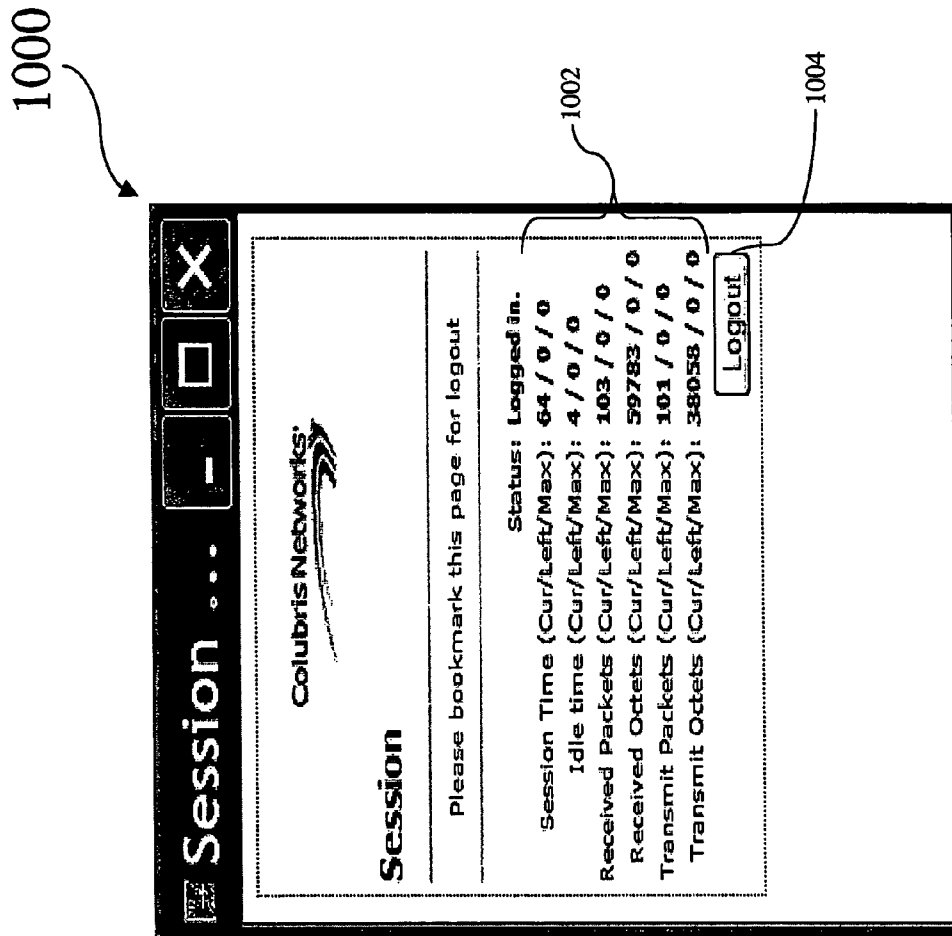 1000
Session ...
Colubris Networks
Session
Please bookmark this page for logout
Status: Logged in.
Session Time (Cur/Left/Max): 64 / 0 / 0
Idle time (Cur/Left/Max): 4 / 0 / 0
Received Packets (Cur/Left/Max): 103 / 0 / 0
Received Octets (Cur/Left/Max): 59783 / 0 / 0
Transmit Packets (Cur/Left/Max): 101 / 0 / 0
Transmit Octets (Cur/Left/Max): 38058 / 0 / 0
1002
Logout
1004